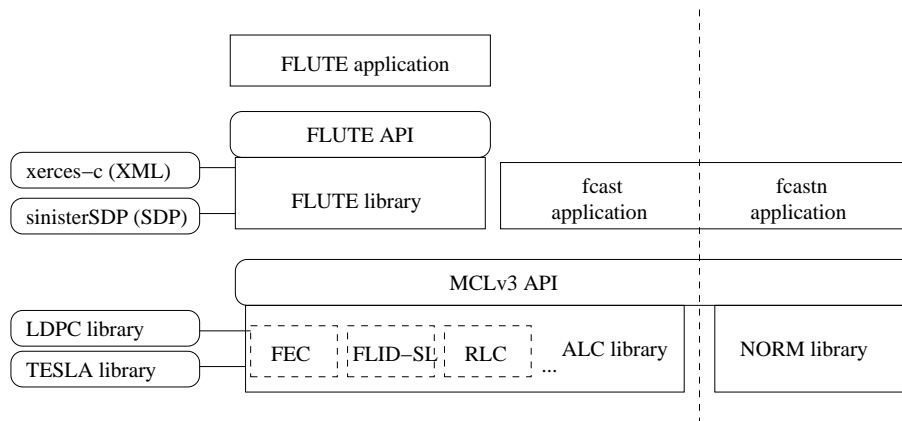 FLUTE application
FLUTE API
xerces−c (XML)
FLUTE library
sinisterSDP (SDP)
fcast
application
fcastn
application
MCLv3 API
LDPC library
TESLA library
FEC
FLID−SL
RLC
...
ALC library
NORM library